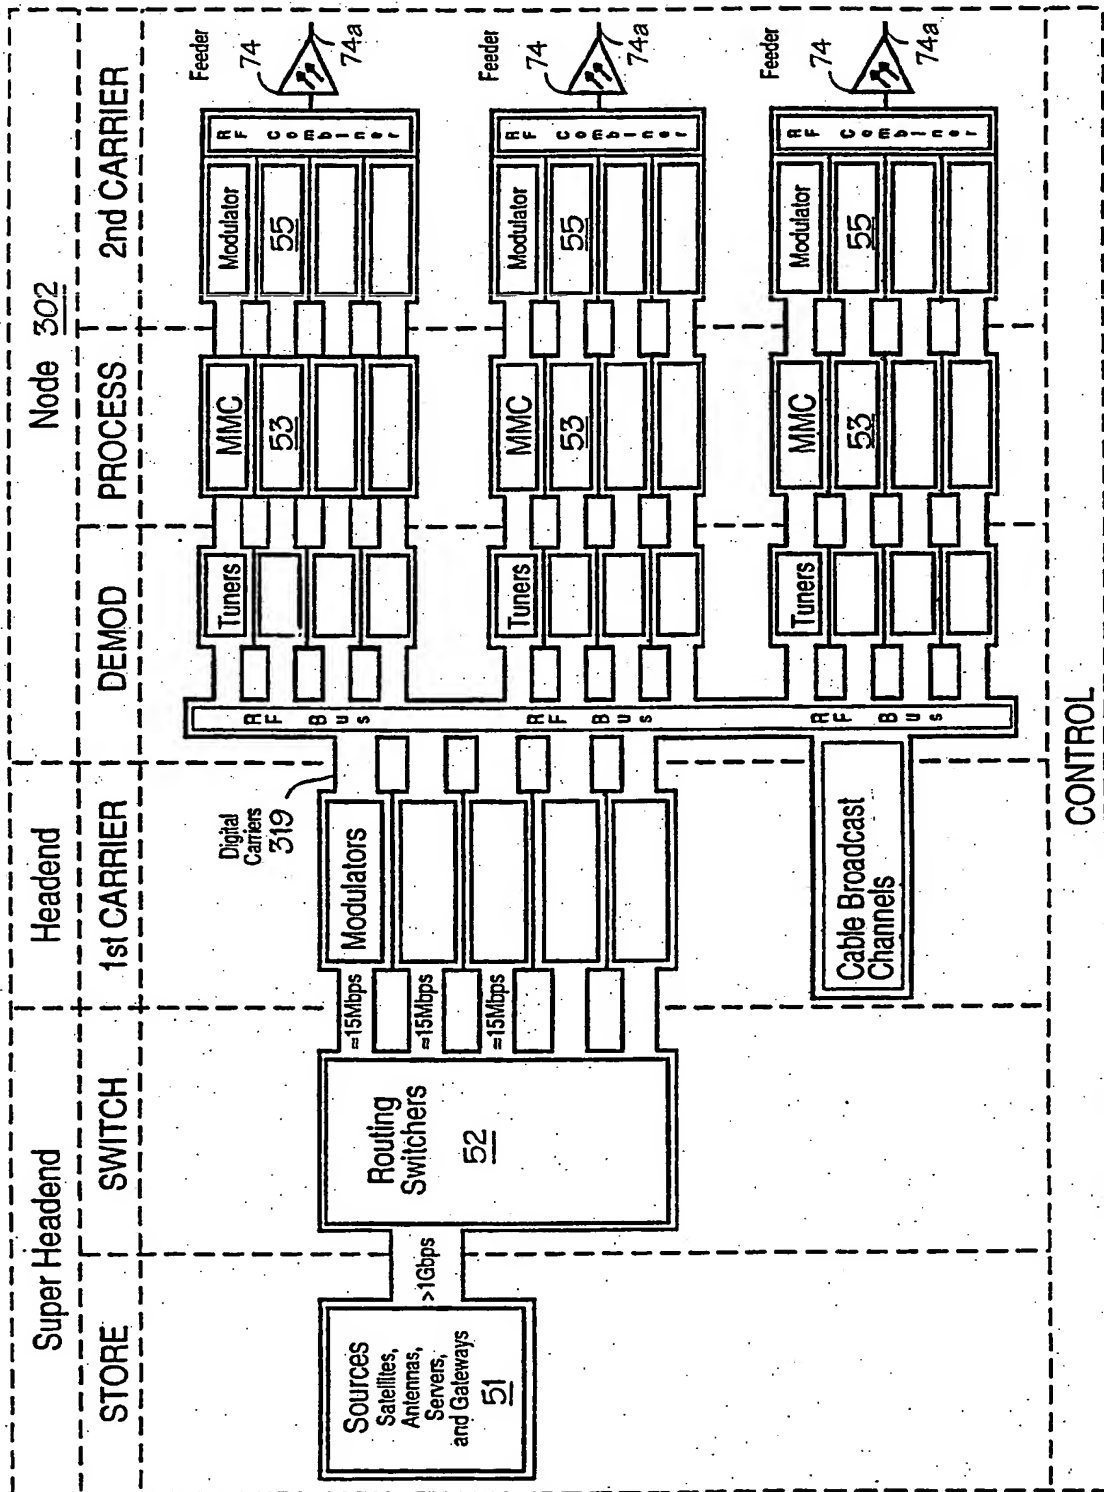 Super Headend
Headend
Node 302
STORE
SWITCH
1st CARRIER
DEMOD
PROCESS
2nd CARRIER
Sources
Satellites,
Antennas,
Servers,
and Gateways
51
>1Gbps
Routing
Switchers
52
≈15Mbps
≈15Mbps
≈15Mbps
Modulators
Digital
Carriers
319
Cable Broadcast
Channels
RF Bus
RF Bus
RF Bus
Tuners
MMC
53
Modulator
55
RF Combiner
Feeder
74
74a
Tuners
MMC
53
Modulator
55
RF Combiner
Feeder
74
74a
Tuners
MMC
53
Modulator
55
RF Combiner
Feeder
74
74a
CONTROL